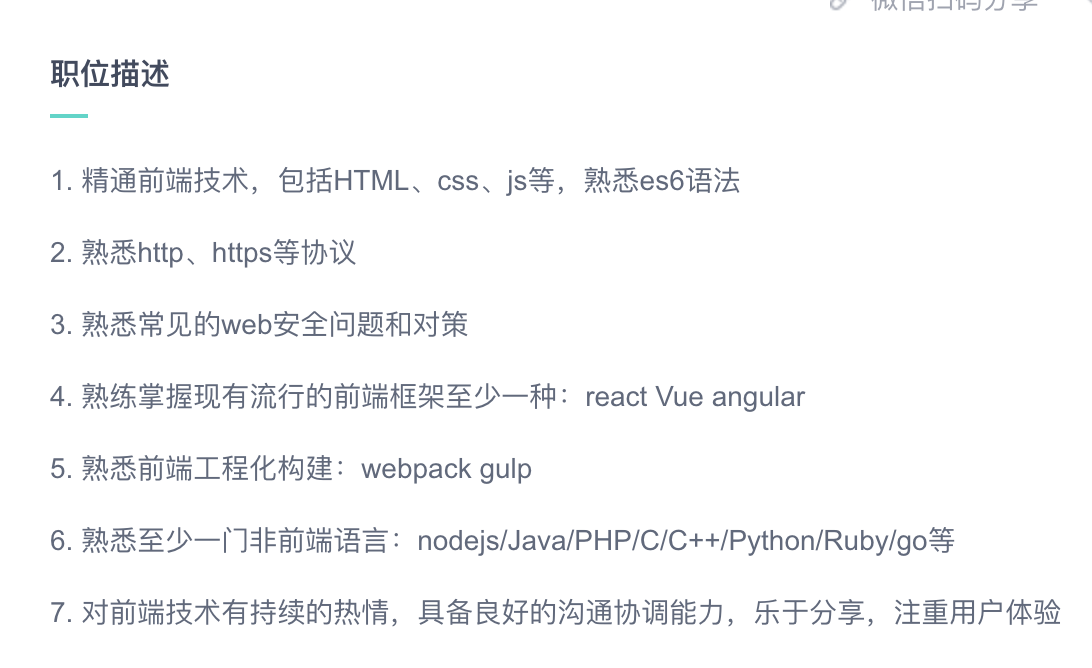 微信扫码分享
职位描述
1. 精通前端技术，包括HTML、css、js等，熟悉es6语法
2. 熟悉http、https等协议
3. 熟悉常见的web安全问题和对策
4. 熟练掌握现有流行的前端框架至少一种：react Vue angular
5. 熟悉前端工程化构建：webpack gulp
6. 熟悉至少一门非前端语言：nodejs/Java/PHP/C/C++/Python/Ruby/go等
7. 对前端技术有持续的热情，具备良好的沟通协调能力，乐于分享，注重用户体验